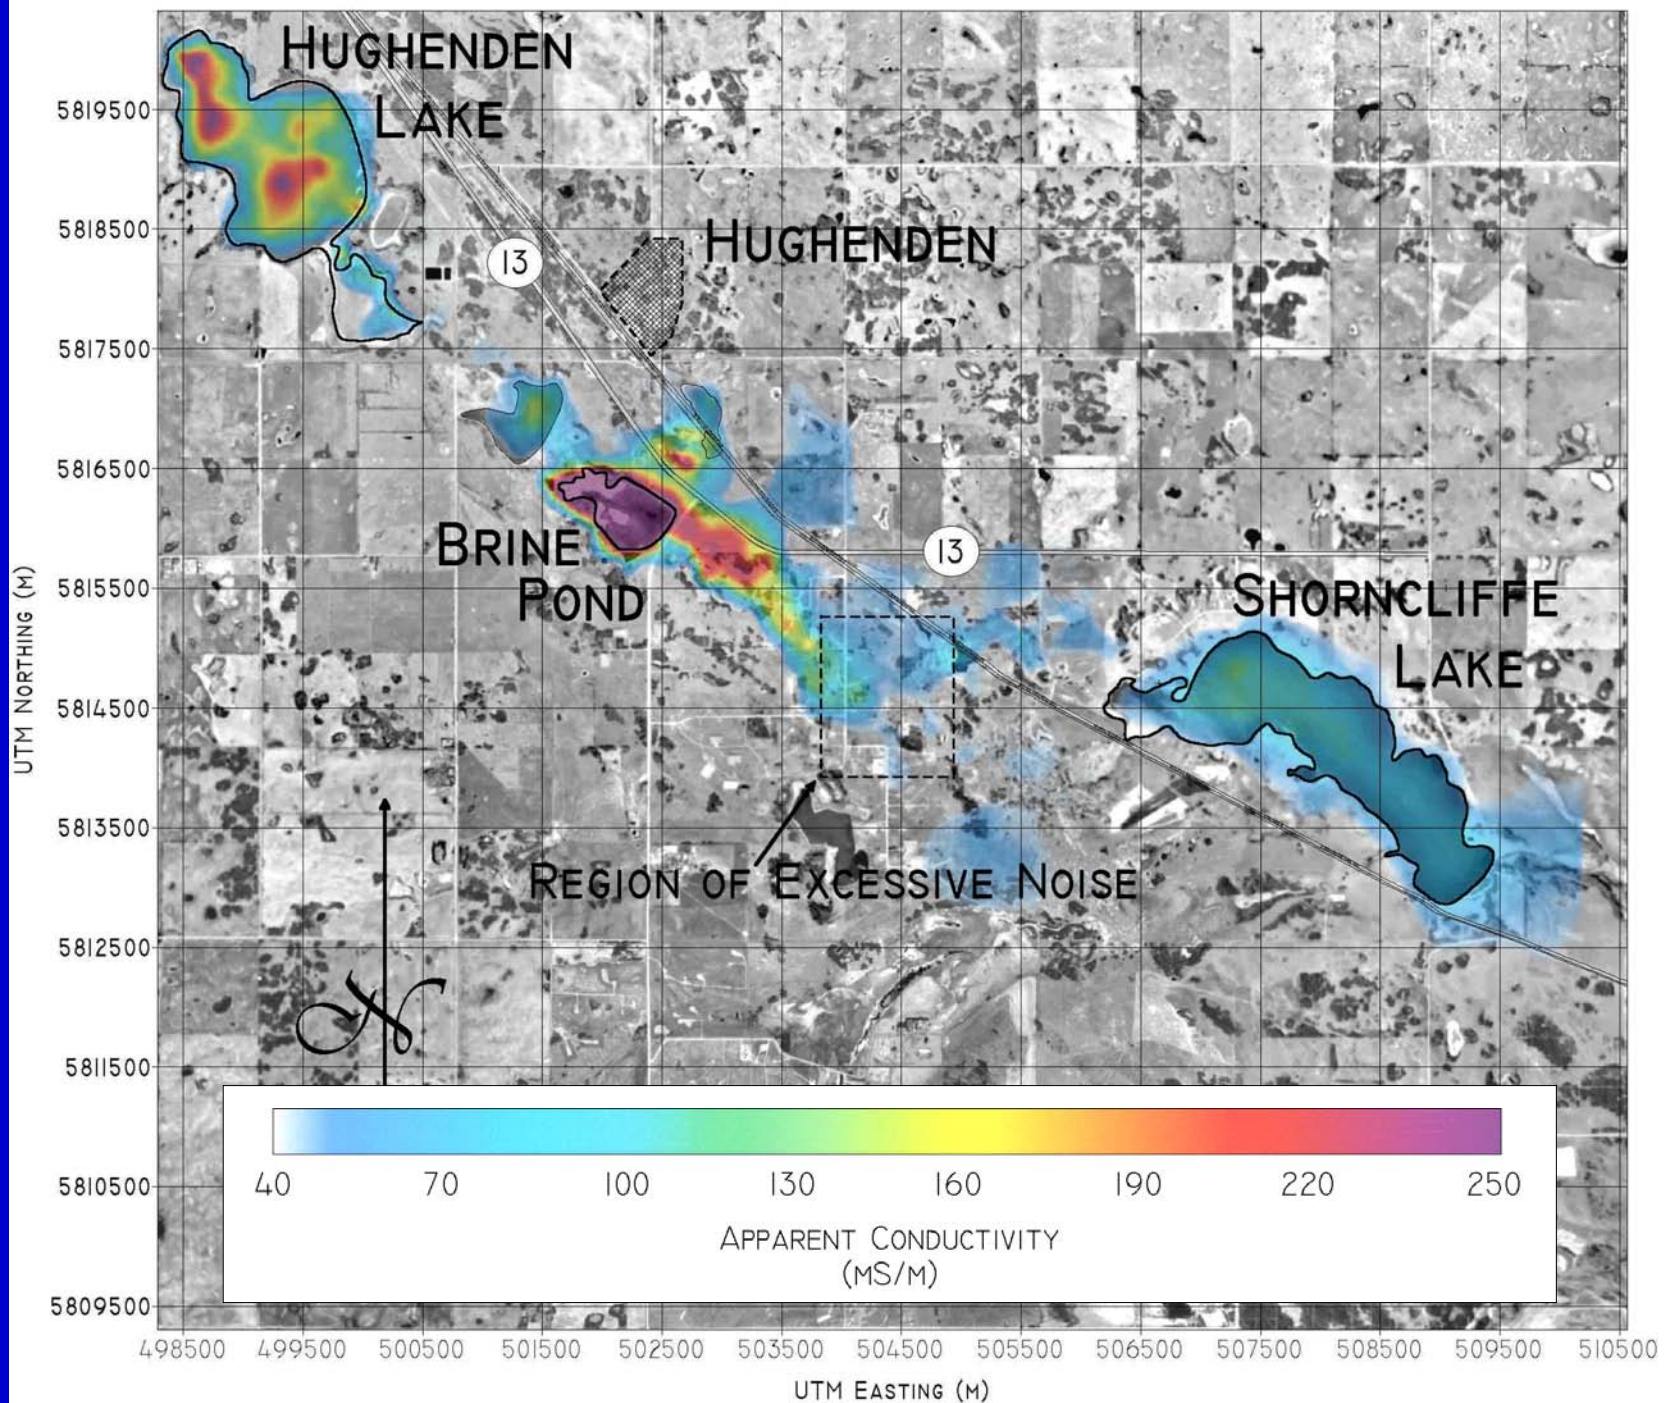 Hughenden
Lake
5819500
5818500
Hughenden
13
5817500
5816500
Brine
Pond
13
5815500
Shorncliffe
Lake
UTM Northing (m)
5814500
5813500
Region of Excessive Noise
5812500
N
5811500
5810500
40 70 100 130 160 190 220 250
Apparent Conductivity
(mS/m)
5809500
498500 499500 500500 501500 502500 503500 504500 505500 506500 507500 508500 509500 510500
UTM Easting (m)